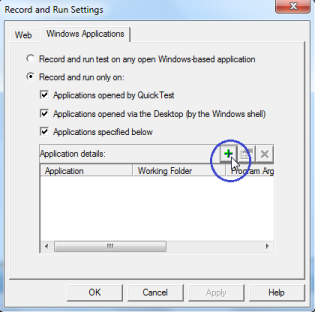 Record and Run Settings
Web
Windows Applications
Record and run test on any open Windows-based application
Record and run only on:
Applications opened by QuickTest
Applications opened via the Desktop (by the Windows shell)
Applications specified below
Application details:
Application Working Folder Program Arg
OK Cancel Apply Help